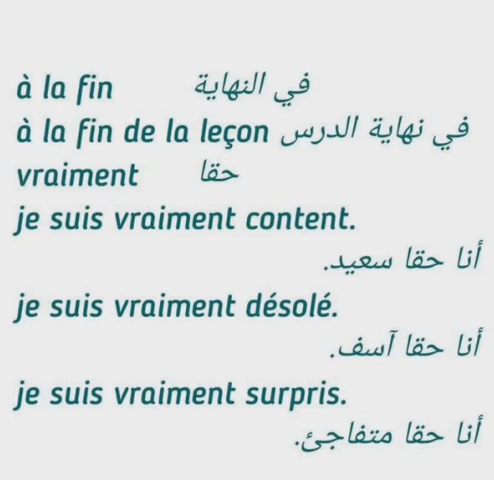 à la fin في النهاية
à la fin de la leçon في نهاية الدرس
vraiment حقا
je suis vraiment content.
أنا حقا سعيد.
je suis vraiment désolé.
أنا حقا آسف.
je suis vraiment surpris.
أنا حقا متفاجئ.